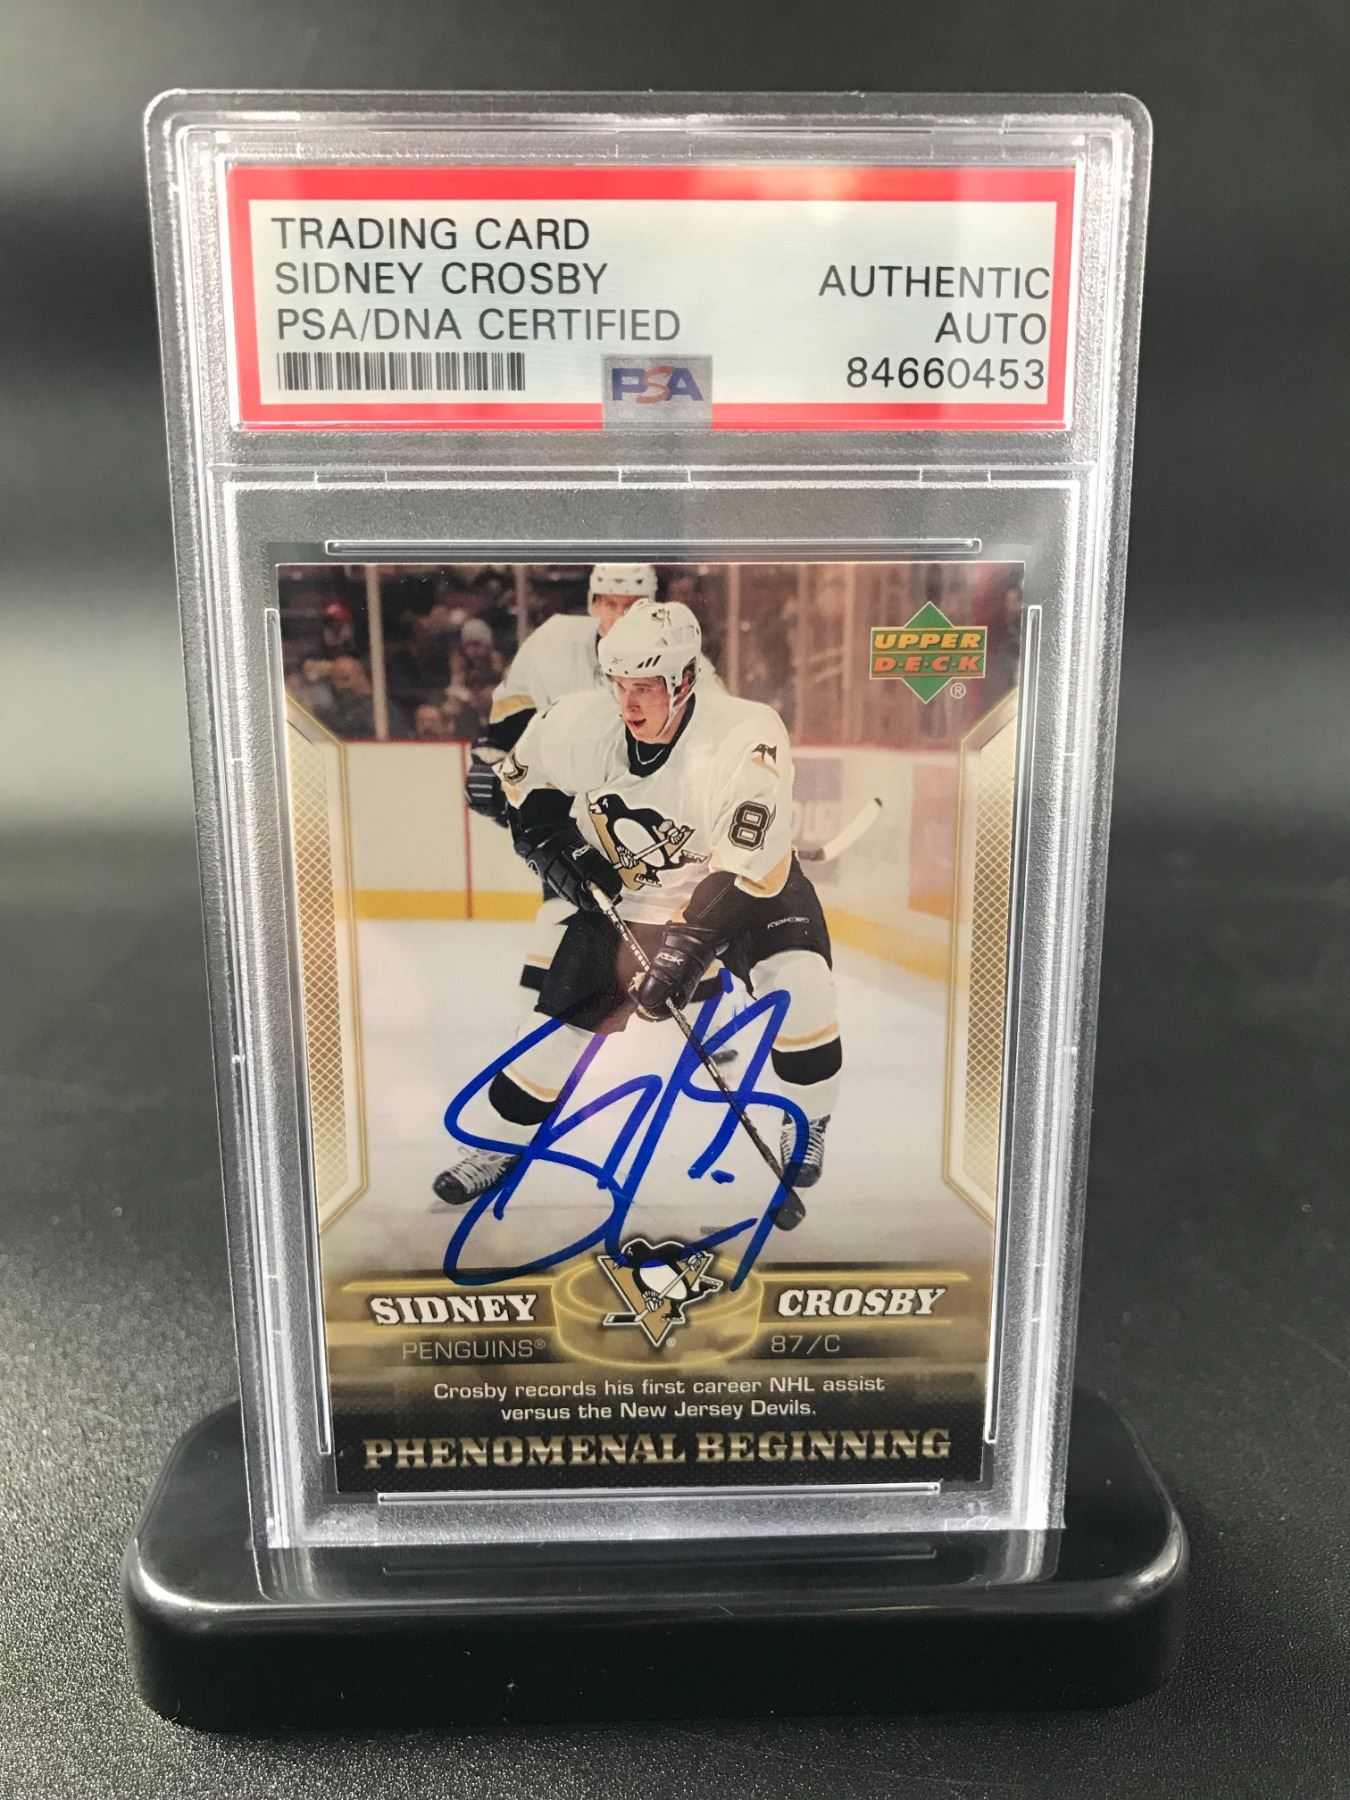 TRADING CARD
SIDNEY CROSBY
PSA/DNA CERTIFIED
AUTHENTIC
AUTO
84660453
PSA
UPPER
D·E·C·K
®
8
SIDNEY
CROSBY
PENGUINS®
87/C
Crosby records his first career NHL assist
versus the New Jersey Devils.
PHENOMENAL BEGINNING